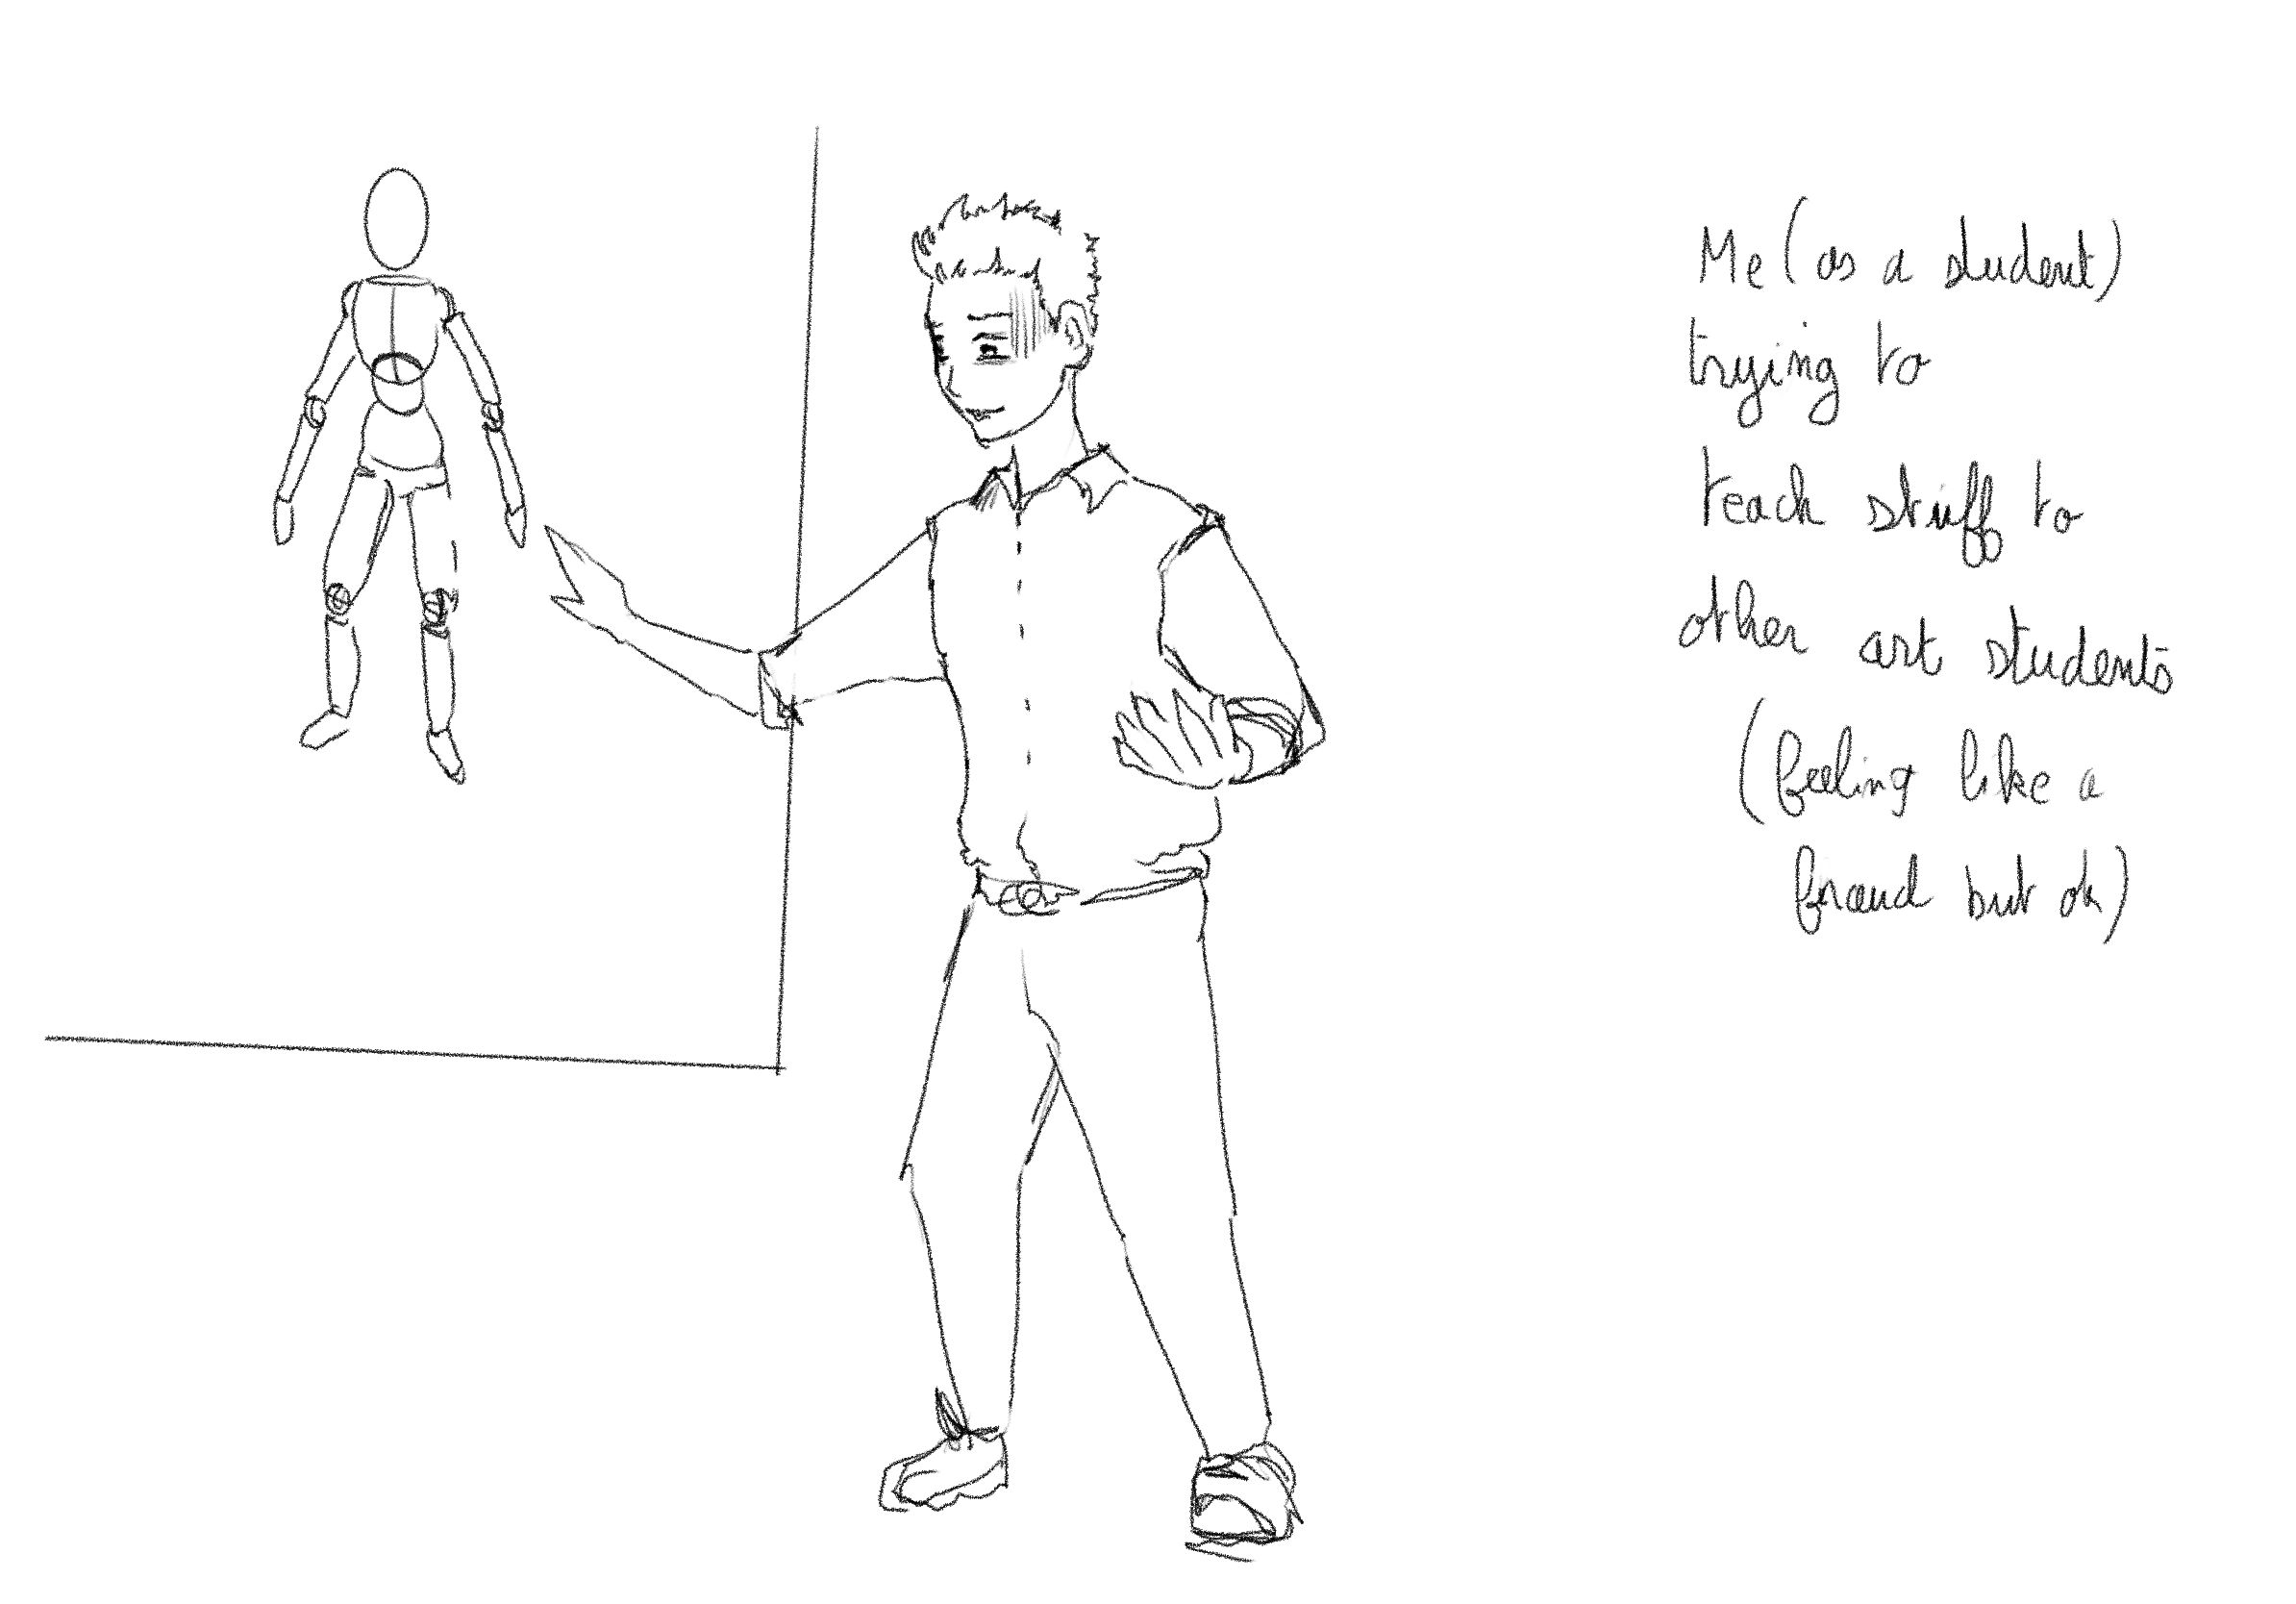 Me (as a student)
trying to
teach stuff to
other art students
(feeling like a
fraud but ok)